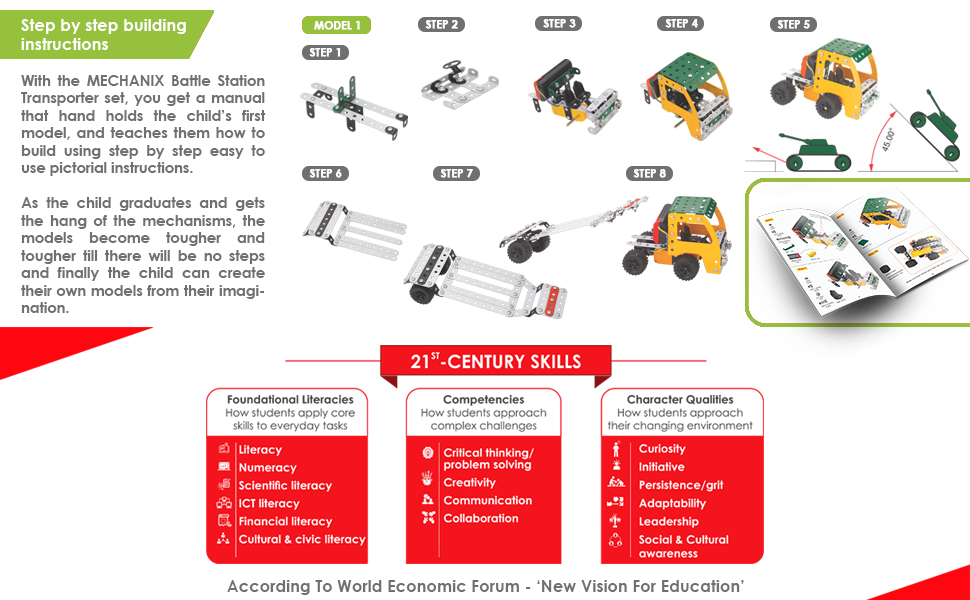 Step by step building
instructions
With the MECHANIX Battle Station
Transporter set, you get a manual
that hand holds the child's first
model, and teaches them how to
build using step by step easy to
use pictorial instructions.
As the child graduates and gets
the hang of the mechanisms, the
models become tougher and
tougher till there will be no steps
and finally the child can create
their own models from their imagi-
nation.
MODEL 1
STEP 1
STEP 2
STEP 3
STEP 4
STEP 5
45.00°
STEP 6
STEP 7
STEP 8
21ST-CENTURY SKILLS
Foundational Literacies
How students apply core
skills to everyday tasks
Literacy
Numeracy
Scientific literacy
ICT literacy
Financial literacy
Cultural & civic literacy
Competencies
How students approach
complex challenges
Critical thinking/
problem solving
Creativity
Communication
Collaboration
Character Qualities
How students approach
their changing environment
Curiosity
Initiative
Persistence/grit
Adaptability
Leadership
Social & Cultural
awareness
According To World Economic Forum - 'New Vision For Education'